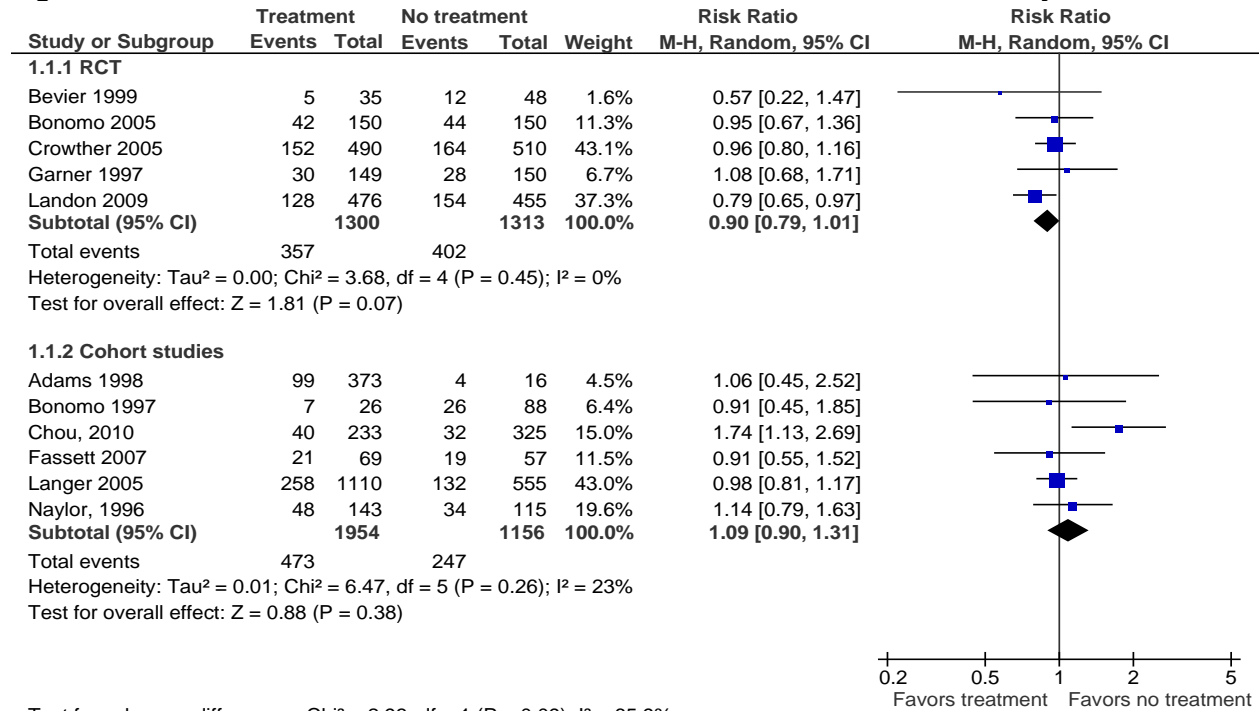 Treatment No treatment Risk Ratio Risk Ratio
Study or Subgroup Events Total Events Total Weight M-H, Random, 95% CI M-H, Random, 95% CI
1.1.1 RCT
Bevier 1999 5 35 12 48 1.6% 0.57 [0.22, 1.47]
Bonomo 2005 42 150 44 150 11.3% 0.95 [0.67, 1.36]
Crowther 2005 152 490 164 510 43.1% 0.96 [0.80, 1.16]
Garner 1997 30 149 28 150 6.7% 1.08 [0.68, 1.71]
Landon 2009 128 476 154 455 37.3% 0.79 [0.65, 0.97]
Subtotal (95% CI) 1300 1313 100.0% 0.90 [0.79, 1.01]
Total events 357 402
Heterogeneity: Tau² = 0.00; Chi² = 3.68, df = 4 (P = 0.45); I² = 0%
Test for overall effect: Z = 1.81 (P = 0.07)
1.1.2 Cohort studies
Adams 1998 99 373 4 16 4.5% 1.06 [0.45, 2.52]
Bonomo 1997 7 26 26 88 6.4% 0.91 [0.45, 1.85]
Chou, 2010 40 233 32 325 15.0% 1.74 [1.13, 2.69]
Fassett 2007 21 69 19 57 11.5% 0.91 [0.55, 1.52]
Langer 2005 258 1110 132 555 43.0% 0.98 [0.81, 1.17]
Naylor, 1996 48 143 34 115 19.6% 1.14 [0.79, 1.63]
Subtotal (95% CI) 1954 1156 100.0% 1.09 [0.90, 1.31]
Total events 473 247
Heterogeneity: Tau² = 0.01; Chi² = 6.47, df = 5 (P = 0.26); I² = 23%
Test for overall effect: Z = 0.88 (P = 0.38)
0.2 0.5 1 2 5
Favors treatment Favors no treatment